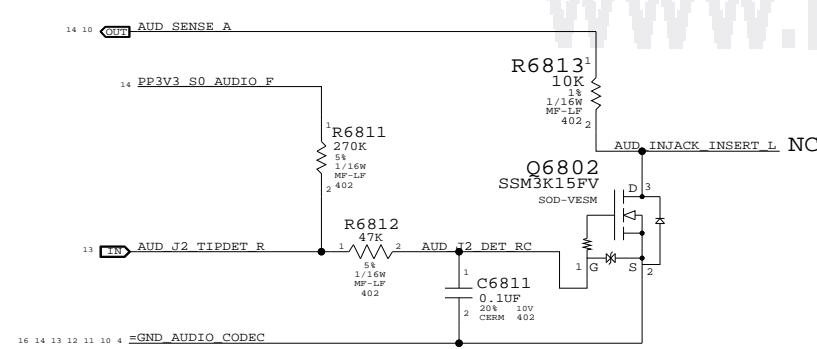 WWW.
14 10 OUT AUD_SENSE_A
R6813 1
10K
1%
1/16W
MF-LF
402 2
14 PP3V3_S0_AUDIO_F
1 R6811
270K
5%
1/16W
MF-LF
2 402
AUD_INJACK_INSERT_L NC
Q6802
SSM3K15FV
SOD-VESM
D 3
1 G S 2
R6812
47K
13 IN AUD_J2_TIPDET_R 1 2 AUD_J2_DET_RC
5%
1/16W
MF-LF
402
1 C6811
0.1UF
20% 10V
2 CERM 402
16 14 13 12 11 10 4 =GND_AUDIO_CODEC